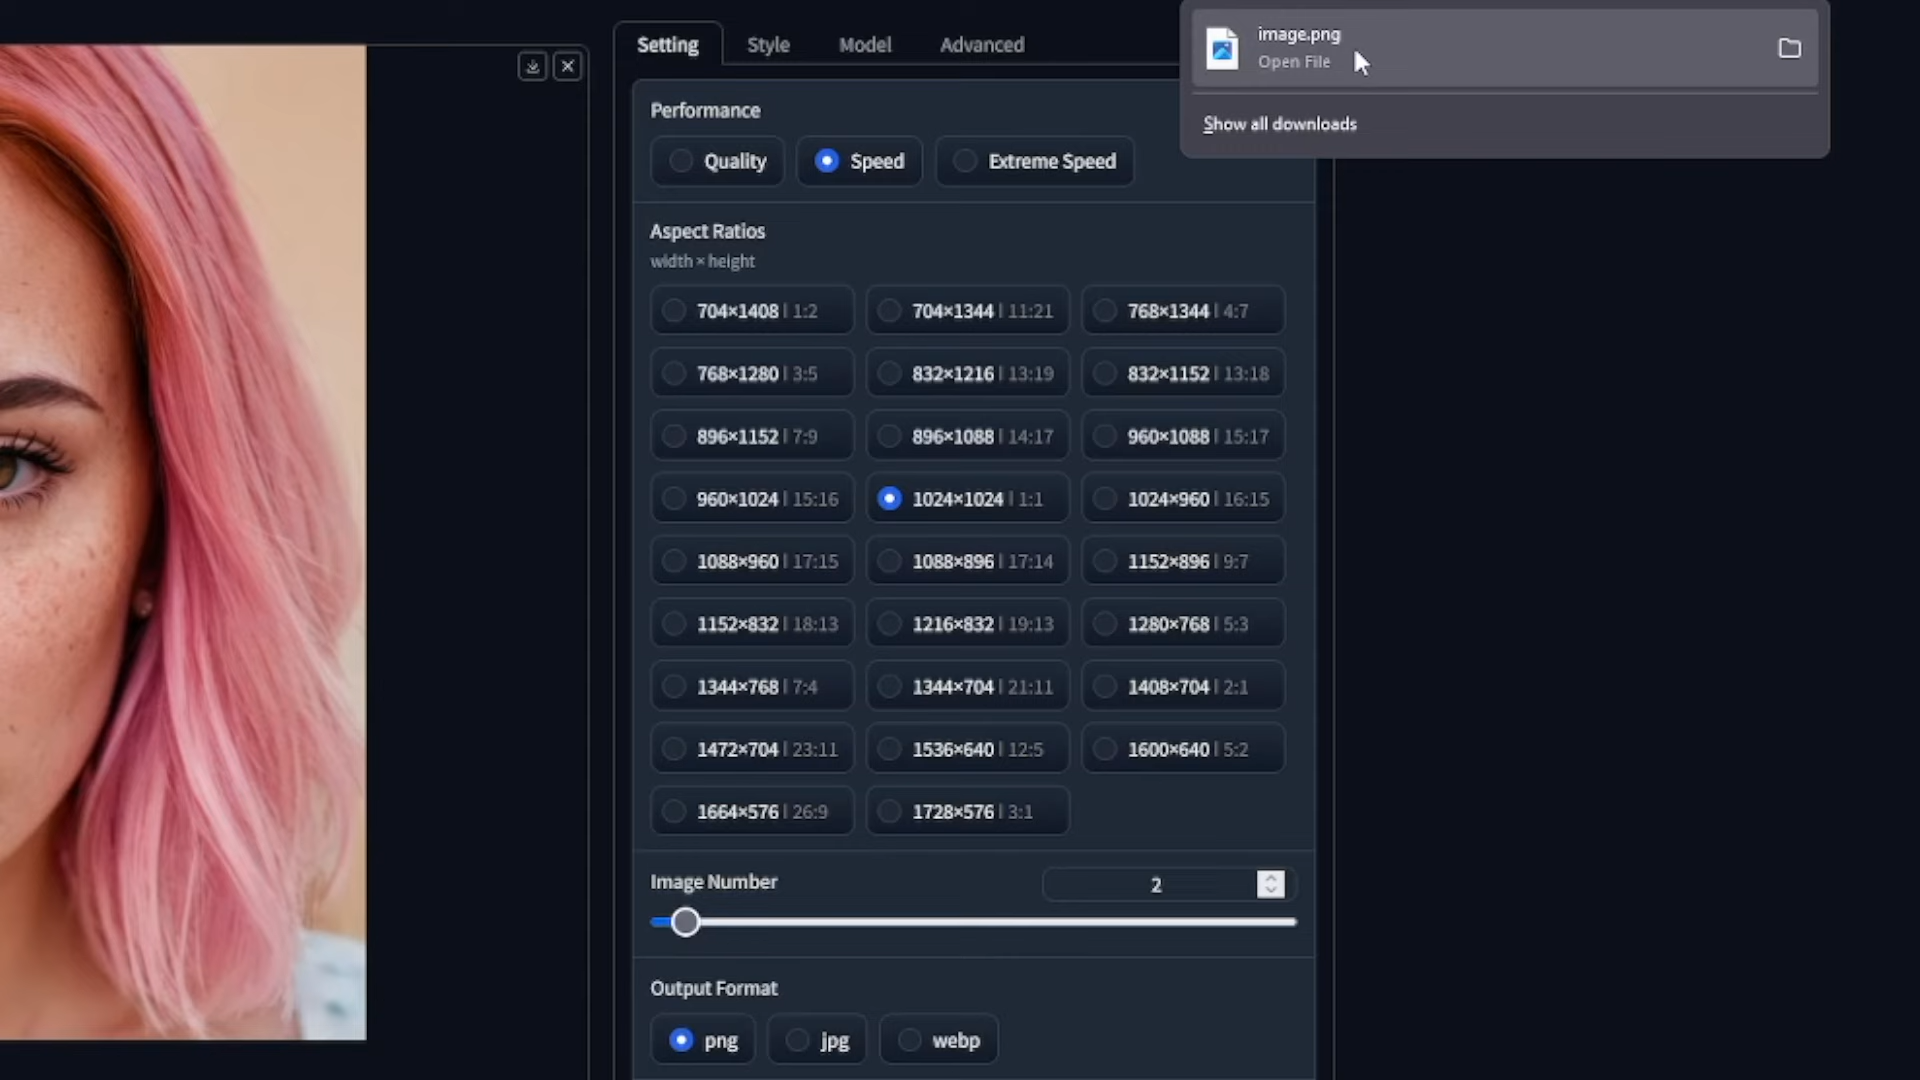 Setting Style Model Advanced
image.png
Open File
Show all downloads
Performance
Quality Speed Extreme Speed
Aspect Ratios
width × height
704×1408 | 1:2 704×1344 | 11:21 768×1344 | 4:7
768×1280 | 3:5 832×1216 | 13:19 832×1152 | 13:18
896×1152 | 7:9 896×1088 | 14:17 960×1088 | 15:17
960×1024 | 15:16 1024×1024 | 1:1 1024×960 | 16:15
1088×960 | 17:15 1088×896 | 17:14 1152×896 | 9:7
1152×832 | 18:13 1216×832 | 19:13 1280×768 | 5:3
1344×768 | 7:4 1344×704 | 21:11 1408×704 | 2:1
1472×704 | 23:11 1536×640 | 12:5 1600×640 | 5:2
1664×576 | 26:9 1728×576 | 3:1
Image Number 2
Output Format
png jpg webp